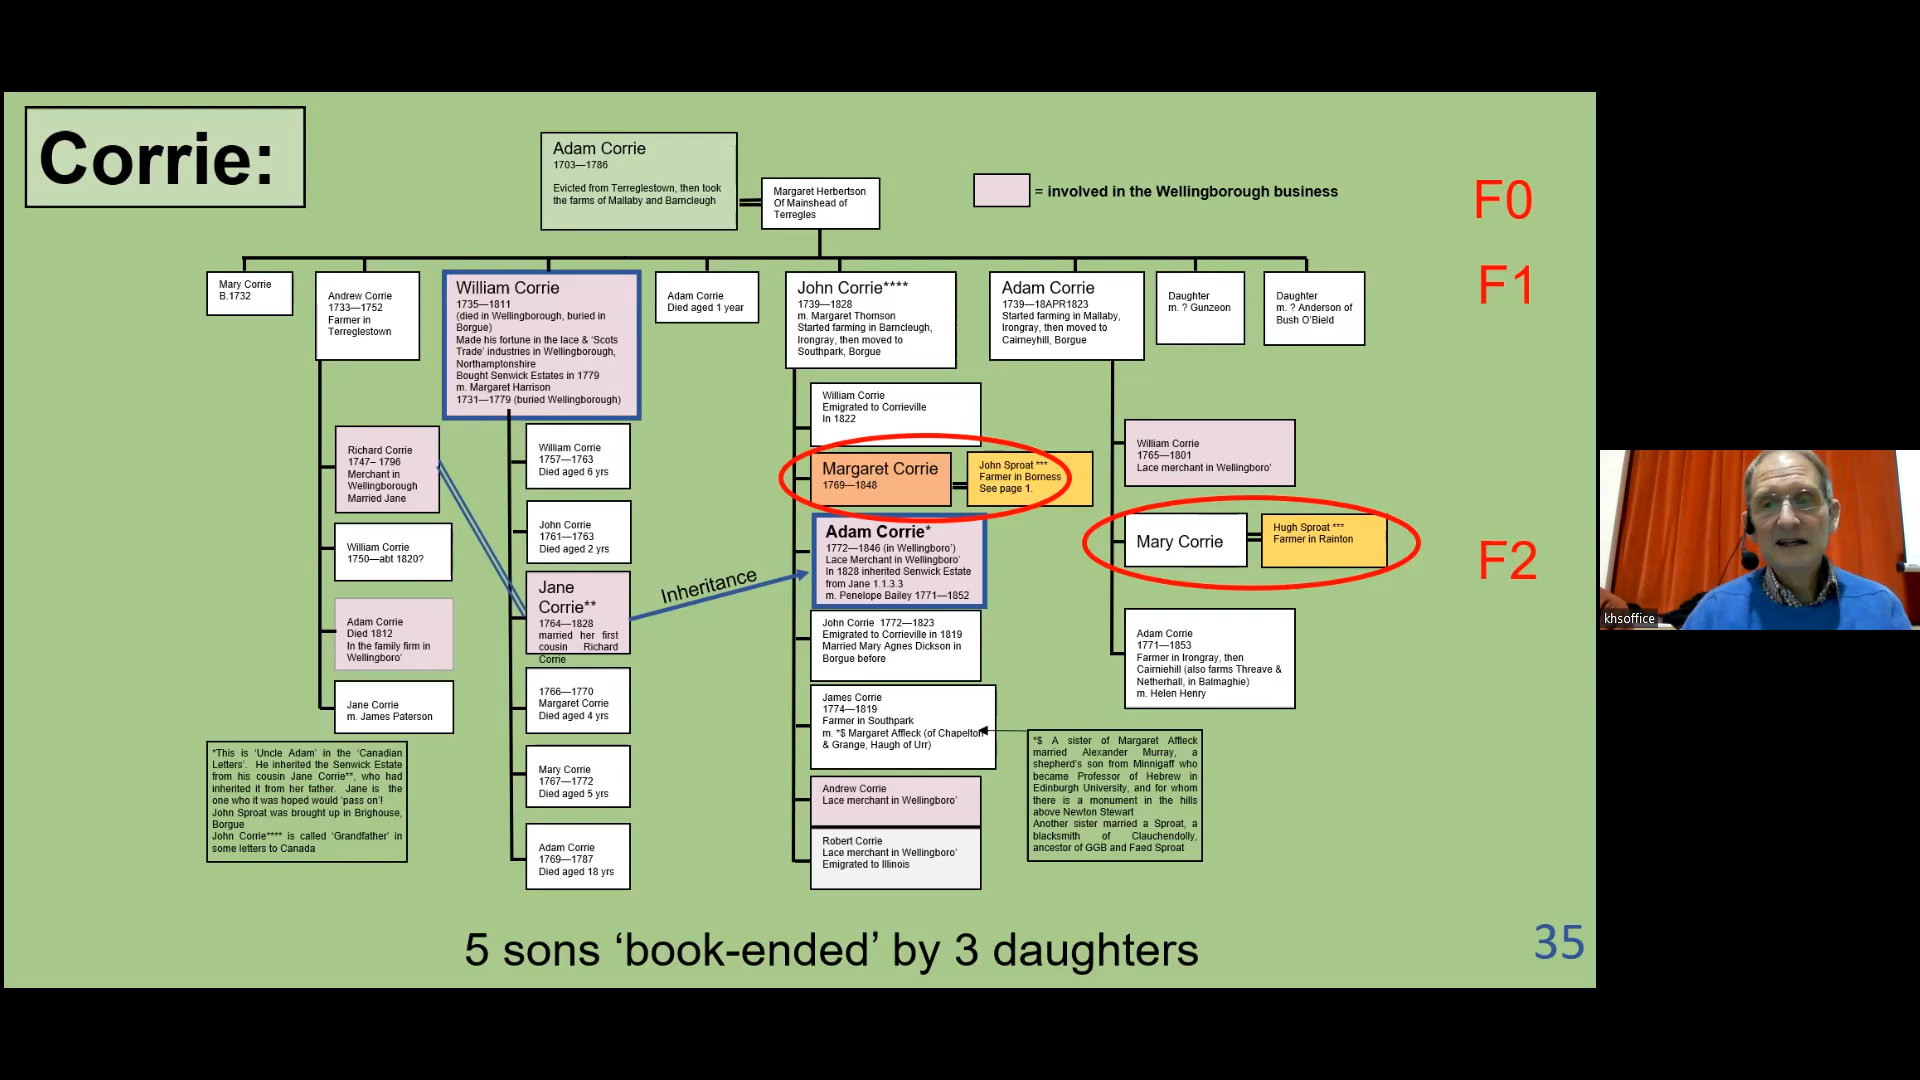 Corrie:
Adam Corrie
1703—1786
Evicted from Terreglestown, then took
the farms of Mallaby and Barncleugh
Margaret Herbertson
Of Mainshead of
Terregles
= involved in the Wellingborough business
F0
F1
F2
Mary Corrie
B.1732
Andrew Corrie
1733—1752
Farmer in
Terreglestown
William Corrie
1735—1811
(died in Wellingborough, buried in
Borgue)
Made his fortune in the lace & ‘Scots
Trade’ industries in Wellingborough,
Northamptonshire
Bought Senwick Estates in 1779
m. Margaret Harrison
1731—1779 (buried Wellingborough)
Adam Corrie
Died aged 1 year
John Corrie****
1739—1828
m. Margaret Thomson
Started farming in Barncleugh,
Irongray, then moved to
Southpark, Borgue
Adam Corrie
1739—18APR1823
Started farming in Mallaby,
Irongray, then moved to
Cairneyhill, Borgue
Daughter
m. ? Gunzeon
Daughter
m. ? Anderson of
Bush O’Bield
Richard Corrie
1747– 1796
Merchant in
Wellingborough
Married Jane
William Corrie
1750—abt 1820?
Adam Corrie
Died 1812
In the family firm in
Wellingboro’
Jane Corrie
m. James Paterson
William Corrie
1757—1763
Died aged 6 yrs
John Corrie
1761—1763
Died aged 2 yrs
Jane
Corrie**
1764—1828
married her first
cousin Richard
Corrie
1766—1770
Margaret Corrie
Died aged 4 yrs
Mary Corrie
1767—1772
Died aged 5 yrs
Adam Corrie
1769—1787
Died aged 18 yrs
Inheritance
William Corrie
Emigrated to Corrieville
In 1822
Margaret Corrie
1769—1848
John Sproat ***
Farmer in Borness
See page 1.
Adam Corrie*
1772—1846 (in Wellingboro’)
Lace Merchant in Wellingboro’
In 1828 inherited Senwick Estate
from Jane 1.1.3.3
m. Penelope Bailey 1771—1852
John Corrie 1772—1823
Emigrated to Corrieville in 1819
Married Mary Agnes Dickson in
Borgue before
James Corrie
1774—1819
Farmer in Southpark
m. *$ Margaret Affleck (of Chapelton
& Grange, Haugh of Urr)
Andrew Corrie
Lace merchant in Wellingboro’
Robert Corrie
Lace merchant in Wellingboro’
Emigrated to Illinois
William Corrie
1765—1801
Lace merchant in Wellingboro’
Mary Corrie
Hugh Sproat ***
Farmer in Rainton
Adam Corrie
1771—1853
Farmer in Irongray, then
Cairniehill (also farms Threave &
Netherhall, in Balmaghie)
m. Helen Henry
*This is ‘Uncle Adam’ in the ‘Canadian
Letters’. He inherited the Senwick Estate
from his cousin Jane Corrie**, who had
inherited it from her father. Jane is the
one who it was hoped would ‘pass on’!
John Sproat was brought up in Brighouse,
Borgue
John Corrie**** is called ‘Grandfather’ in
some letters to Canada
*$ A sister of Margaret Affleck
married Alexander Murray, a
shepherd’s son from Minnigaff who
became Professor of Hebrew in
Edinburgh University, and for whom
there is a monument in the hills
above Newton Stewart
Another sister married a Sproat, a
blacksmith of Clauchendolly,
ancestor of GGB and Faed Sproat
5 sons ‘book-ended’ by 3 daughters
35
khsoffice